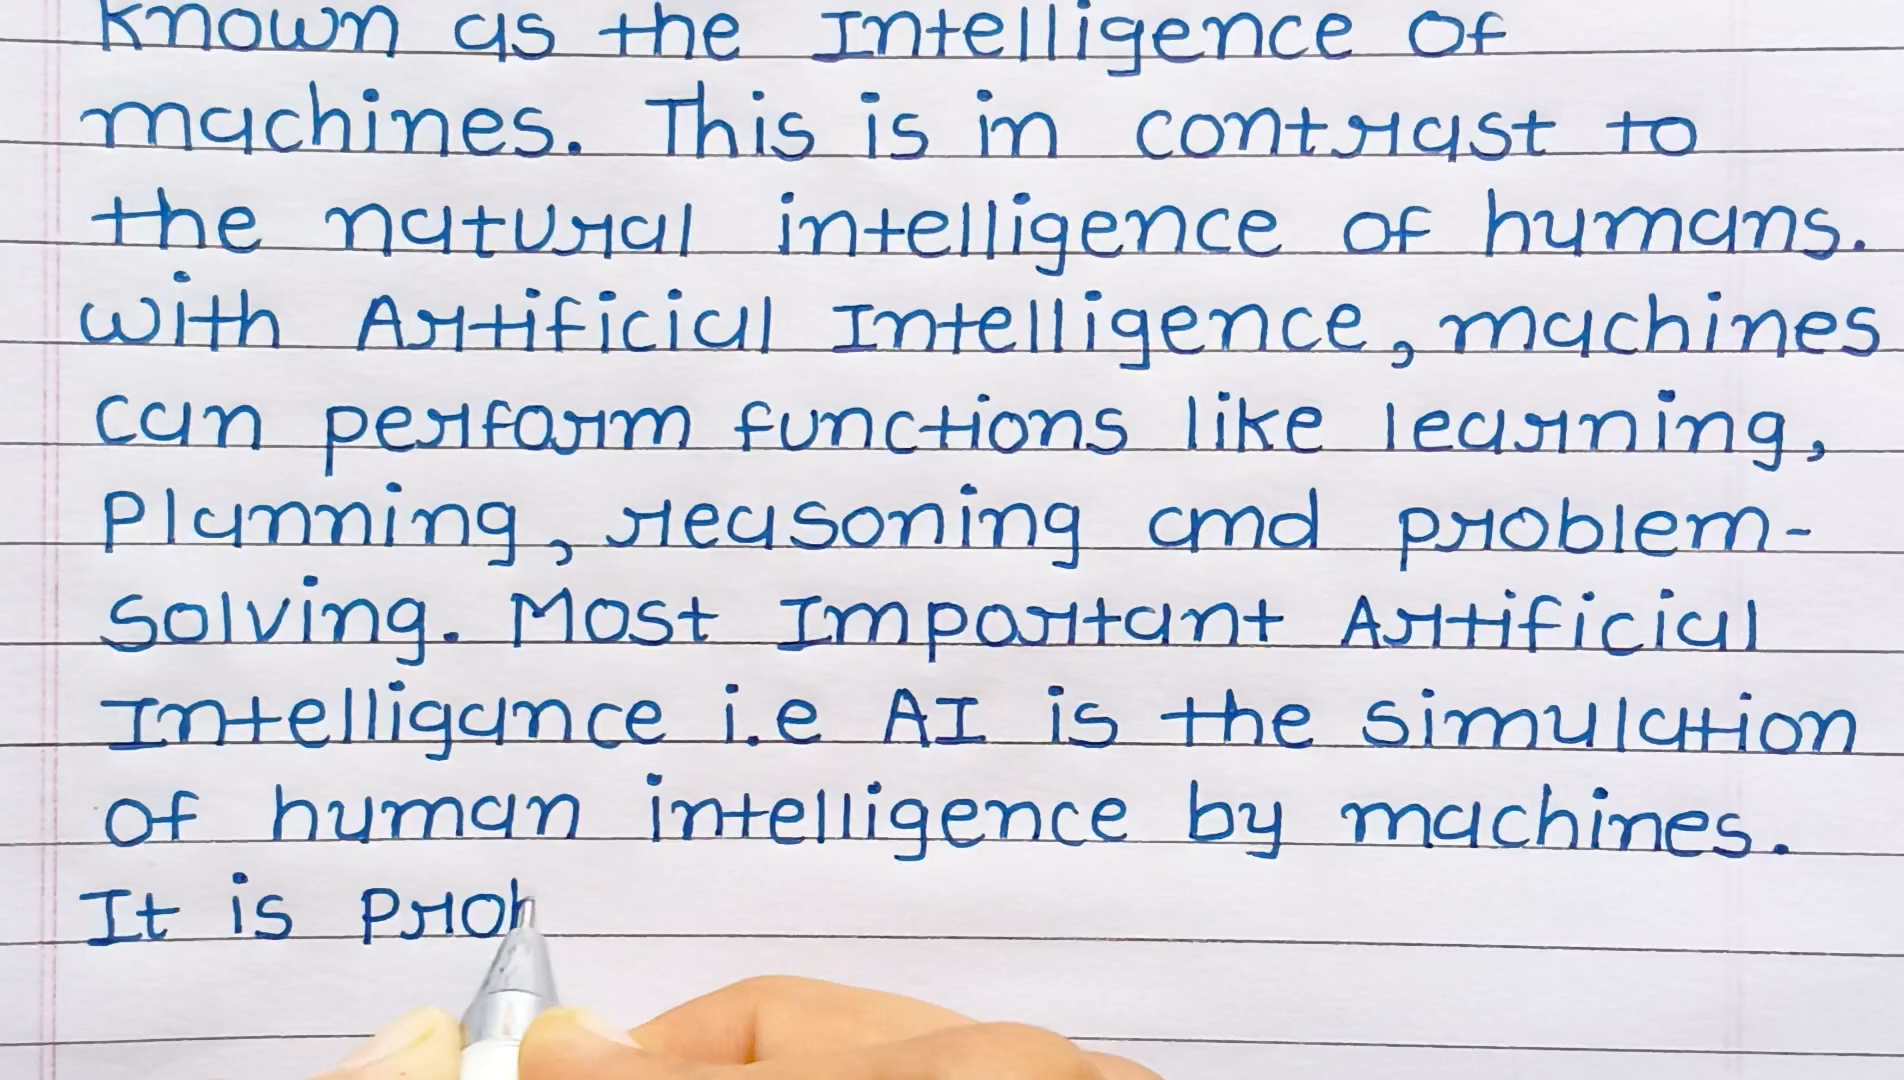 Known as the Intelligence of
machines. This is in contrast to
the natural intelligence of humans.
with Artificial Intelligence, machines
can perform functions like learning,
Planning, reasoning and problem-
solving. Most Important Artificial
Intelligance i.e AI is the simulation
of human intelligence by machines.
It is